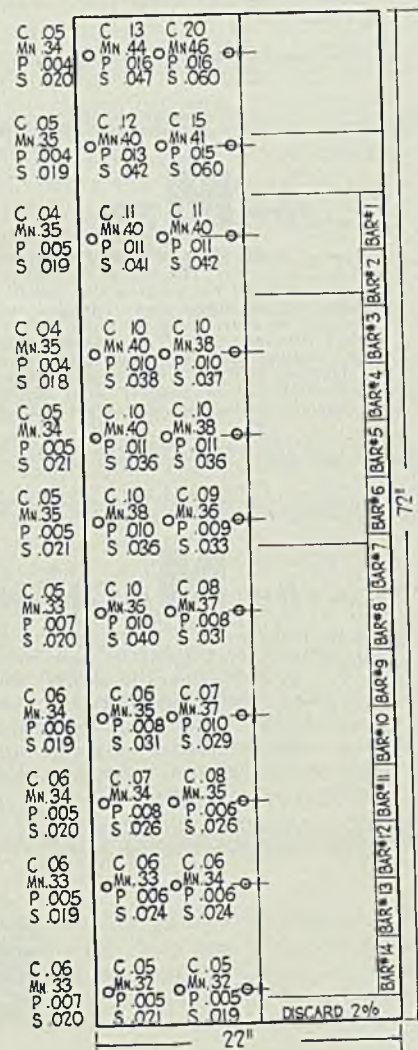 C .05 C 13 C 20
MN .34 MN .44 MN 46
P .004 P 016 P 016
S .020 S .047 S .060
C .05 C .12 C 15
MN .35 MN 40 MN 41
P .004 P 013 P 015
S .019 S .042 S .060
C .04 C .11 C 11
MN .35 MN 40 MN 40
P .005 P 011 P 011
S 019 S .041 S .042
C 04 C 10 C 10
MN .35 MN 40 MN .38
P .004 P .010 P .010
S .018 S .038 S .037
C .05 C .10 C .10
MN .34 MN 40 MN .38
P .005 P .011 P .011
S .021 S .036 S 036
C .05 C .10 C .09
MN .35 MN .38 MN .36
P .005 P .010 P .009
S .021 S .036 S .033
C .05 C 10 C .08
MN .33 MN .36 MN .37
P .007 P 010 P .008
S .020 S .040 S .031
C .06 C .06 C .07
MN .34 MN .35 MN .37
P .006 P .008 P .010
S .019 S .031 S .029
C 06 C .07 C .08
MN .34 MN .34 MN .35
P .005 P .008 P .006
S .020 S .026 S .026
C 06 C 06 C .06
MN .33 MN .33 MN .34
P .005 P 006 P .006
S .019 S .024 S .024
C .06 C .05 C .05
MN .33 MN .32 MN .32
P .007 P .005 P .005
S .020 S .021 S .019
BAR#1
BAR#2
BAR#3
BAR#4
BAR#5
BAR#6
BAR#7
BAR#8
BAR#9
BAR#10
BAR#11
BAR#12
BAR#13
BAR#14
72"
DISCARD 2%
22"